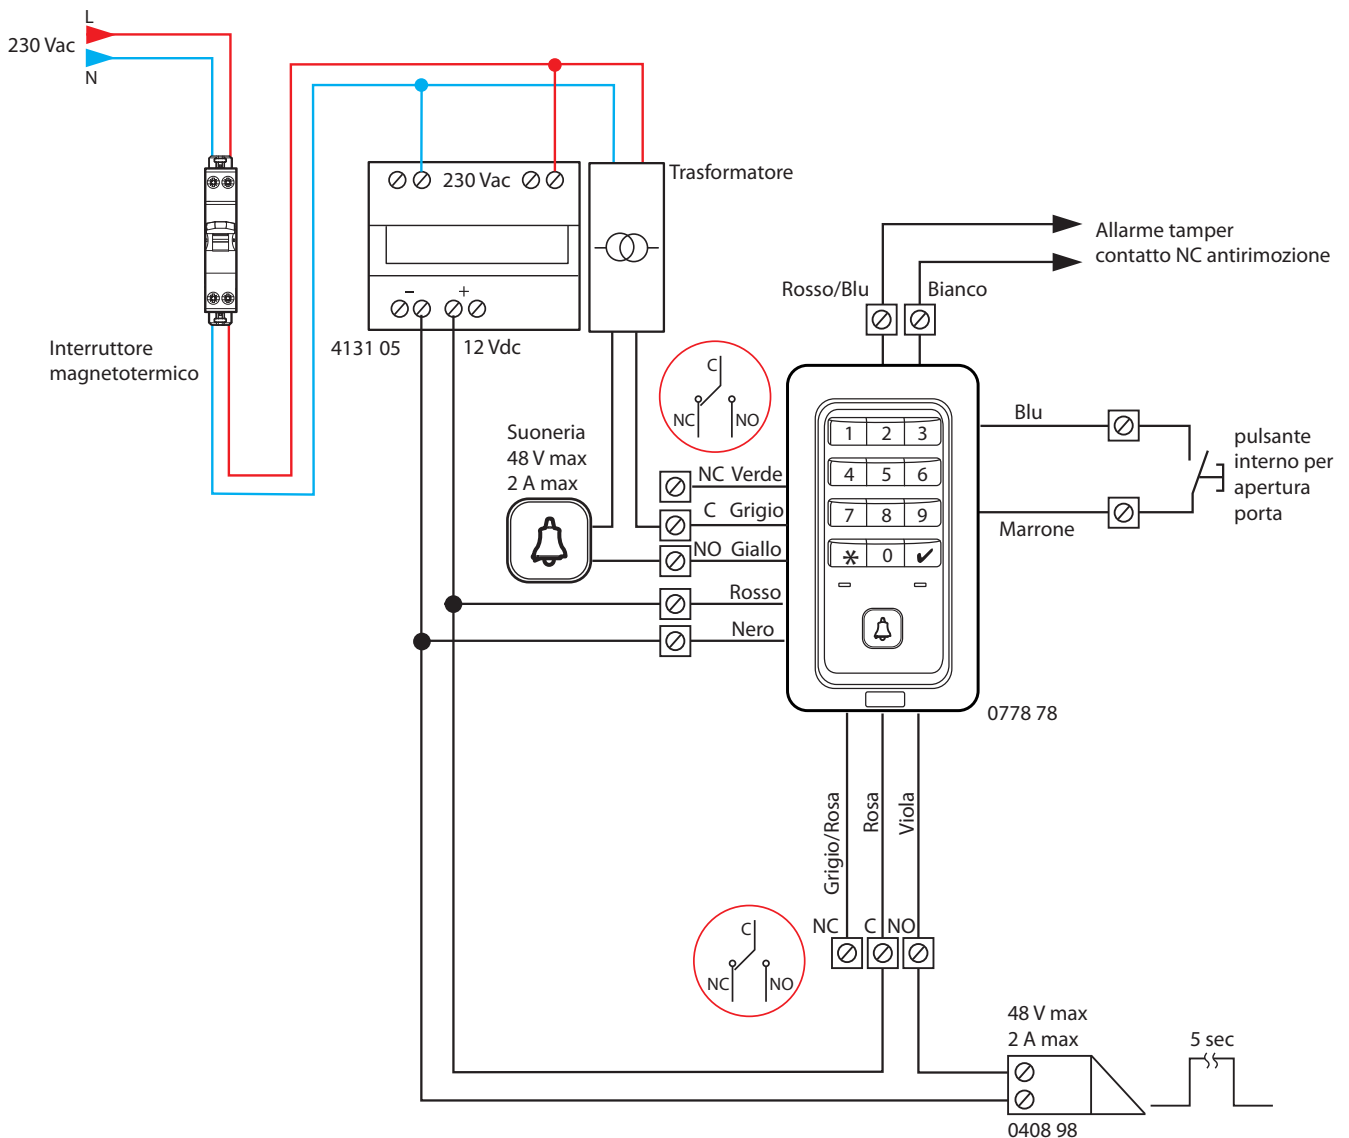 L
230 Vac
N
Interruttore
magnetotermico
230 Vac
Trasformatore
− +
4131 05
12 Vdc
Allarme tamper
contatto NC antirimozione
Rosso/Blu
Bianco
C
NC NO
Suoneria
48 V max
2 A max
NC Verde
C Grigio
NO Giallo
Rosso
Nero
1 2 3
4 5 6
7 8 9
* 0 ✔
Blu
Marrone
pulsante
interno per
apertura
porta
0778 78
Grigio/Rosa
Rosa
Viola
NC C NO
C
NC NO
48 V max
2 A max
5 sec
0408 98